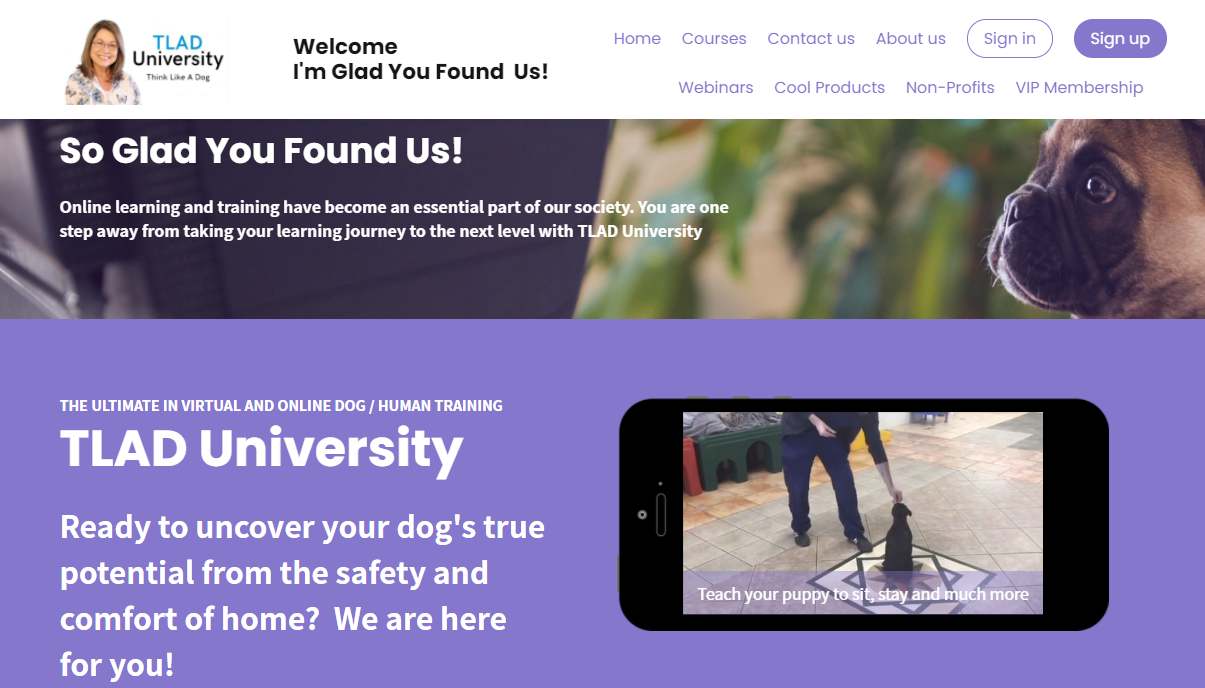 TLAD
University
Think Like A Dog
Welcome
I'm Glad You Found Us!
Home Courses Contact us About us Sign in Sign up
Webinars Cool Products Non-Profits VIP Membership
So Glad You Found Us!
Online learning and training have become an essential part of our society. You are one
step away from taking your learning journey to the next level with TLAD University
THE ULTIMATE IN VIRTUAL AND ONLINE DOG / HUMAN TRAINING
TLAD University
Ready to uncover your dog's true
potential from the safety and
comfort of home? We are here
for you!
Teach your puppy to sit, stay and much more